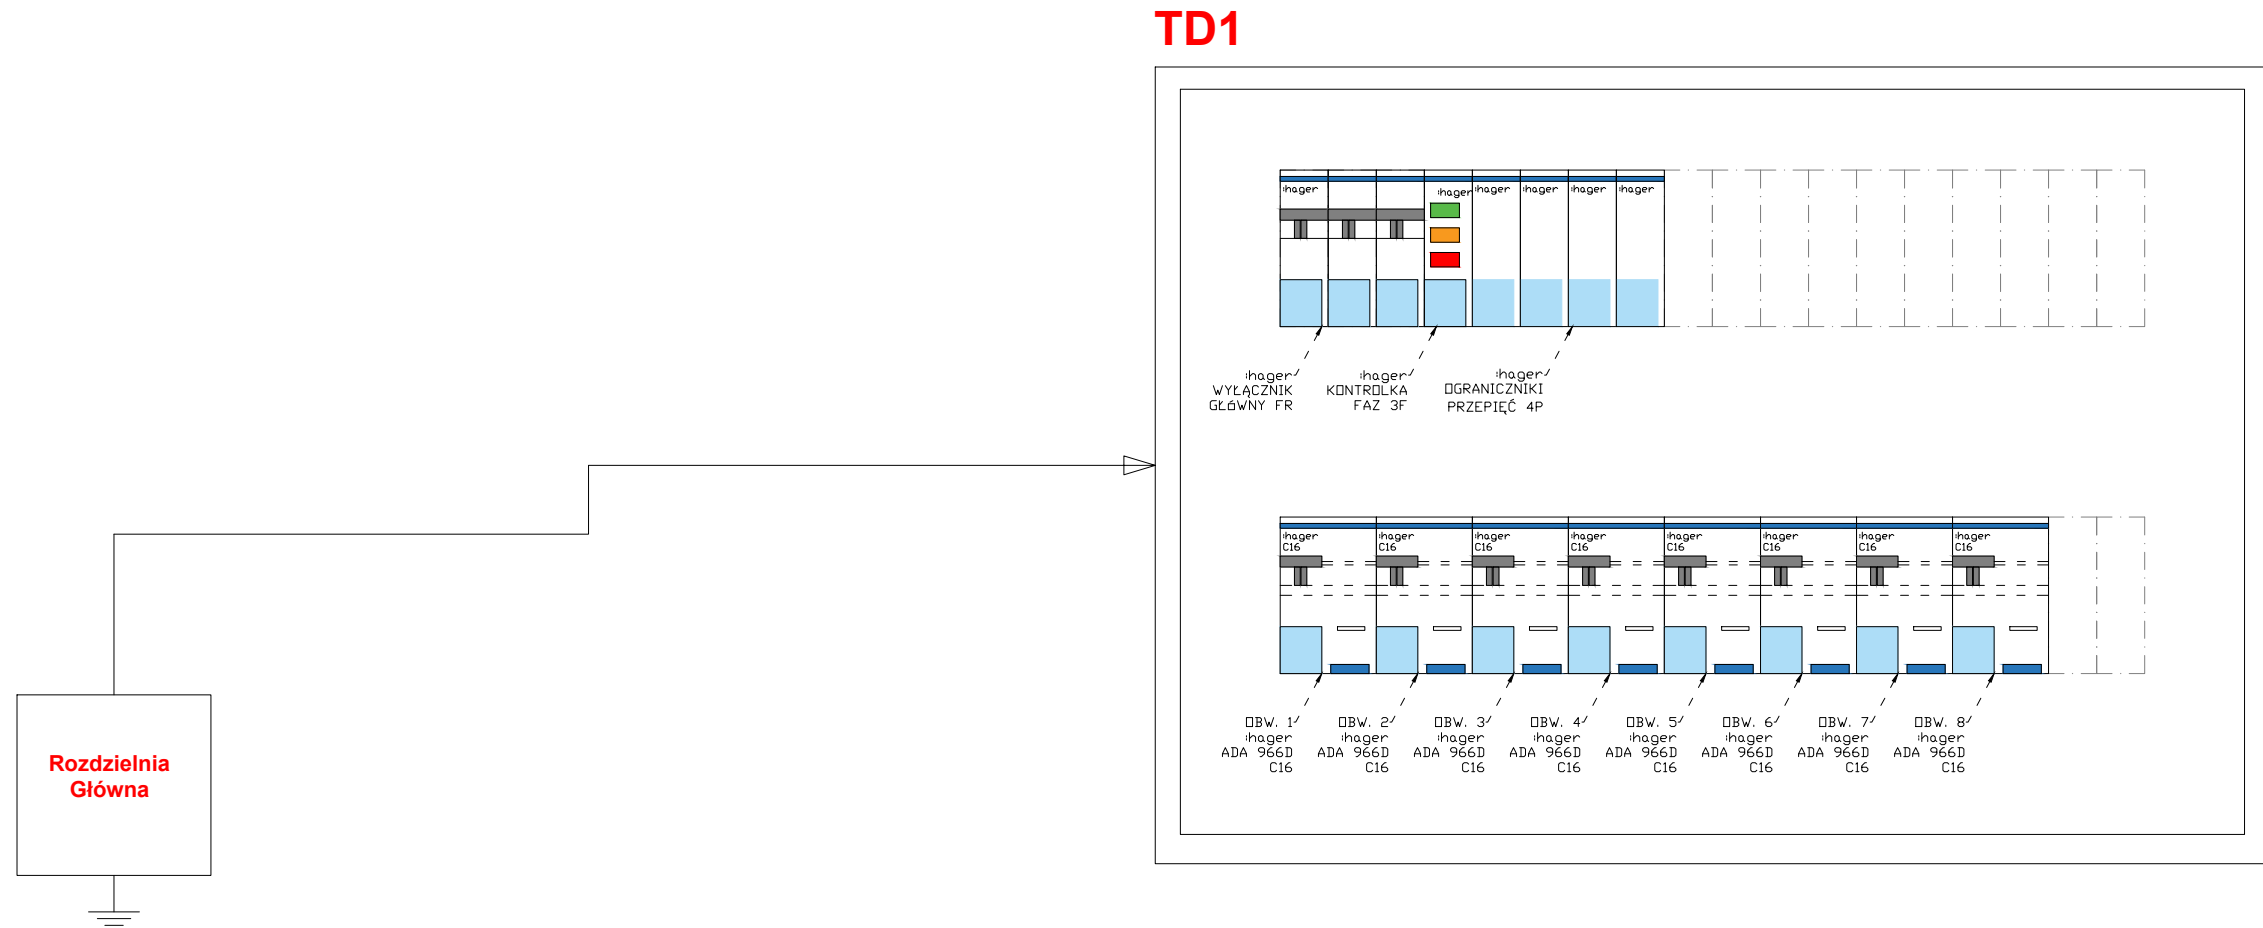 TD1
hager
hager
hager
hager
hager
hager
hager
WYŁĄCZNIK
GŁóWNY FR
hager
KONTROLKA
FAZ 3F
hager
OGRANICZNIKI
PRZEPIĘĆ 4P
hager
C16
hager
C16
hager
C16
hager
C16
hager
C16
hager
C16
hager
C16
hager
C16
OBW. 1
hager
ADA 966D
C16
OBW. 2
hager
ADA 966D
C16
OBW. 3
hager
ADA 966D
C16
OBW. 4
hager
ADA 966D
C16
OBW. 5
hager
ADA 966D
C16
OBW. 6
hager
ADA 966D
C16
OBW. 7
hager
ADA 966D
C16
OBW. 8
hager
ADA 966D
C16
Rozdzielnia
Główna